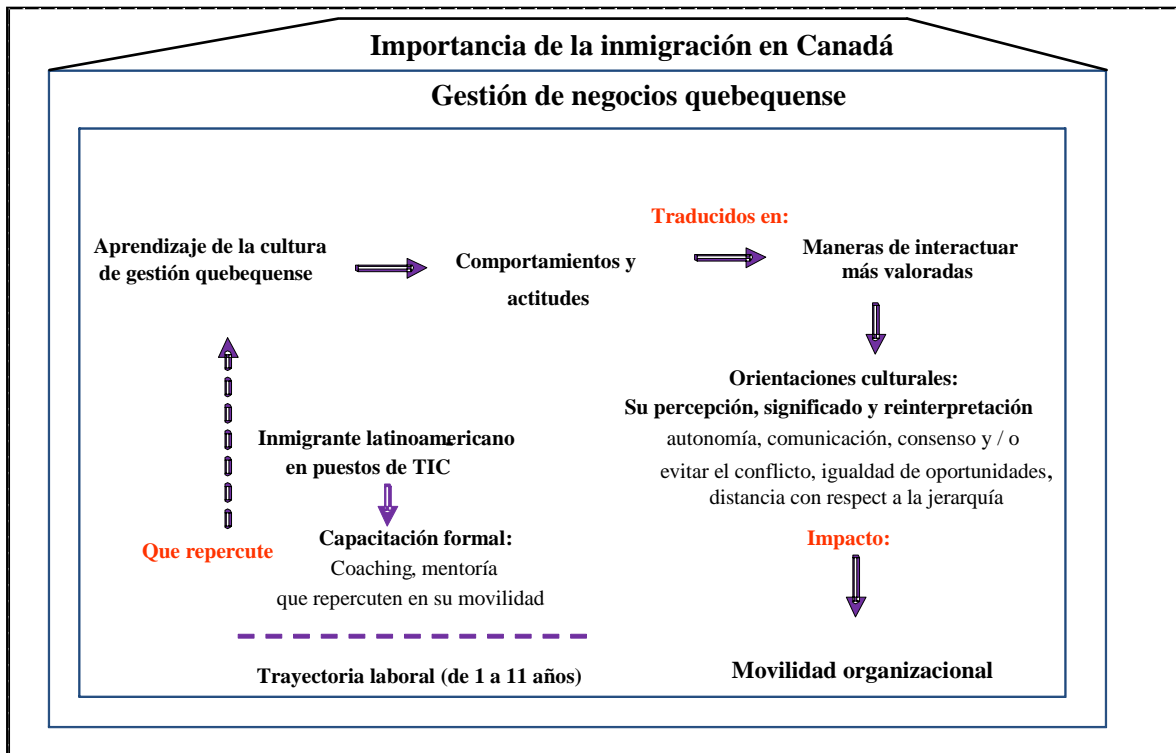 Importancia de la inmigración en Canadá
Gestión de negocios quebequense
Aprendizaje de la cultura
de gestión quebequense
Comportamientos y
actitudes
Traducidos en:
Maneras de interactuar
más valoradas
Orientaciones culturales:
Su percepción, significado y reinterpretación
autonomía, comunicación, consenso y / o
evitar el conflicto, igualdad de oportunidades,
distancia con respect a la jerarquía
Inmigrante latinoamericano
en puestos de TIC
Que repercute
Capacitación formal:
Coaching, mentoría
que repercuten en su movilidad
Impacto:
Trayectoria laboral (de 1 a 11 años)
Movilidad organizacional